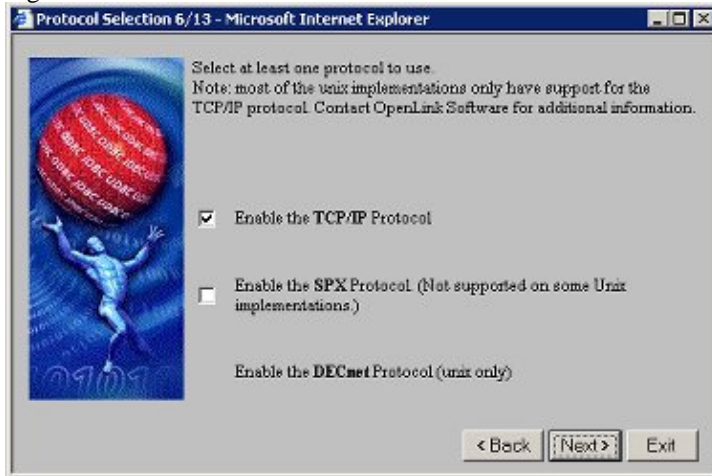 Protocol Selection 6/13 - Microsoft Internet Explorer
Select at least one protocol to use.
Note: most of the unix implementations only have support for the
TCP/IP protocol. Contact OpenLink Software for additional information.
Enable the TCP/IP Protocol
Enable the SPX Protocol. (Not supported on some Unix
implementations.)
Enable the DECnet Protocol (unix only)
< Back
Next >
Exit